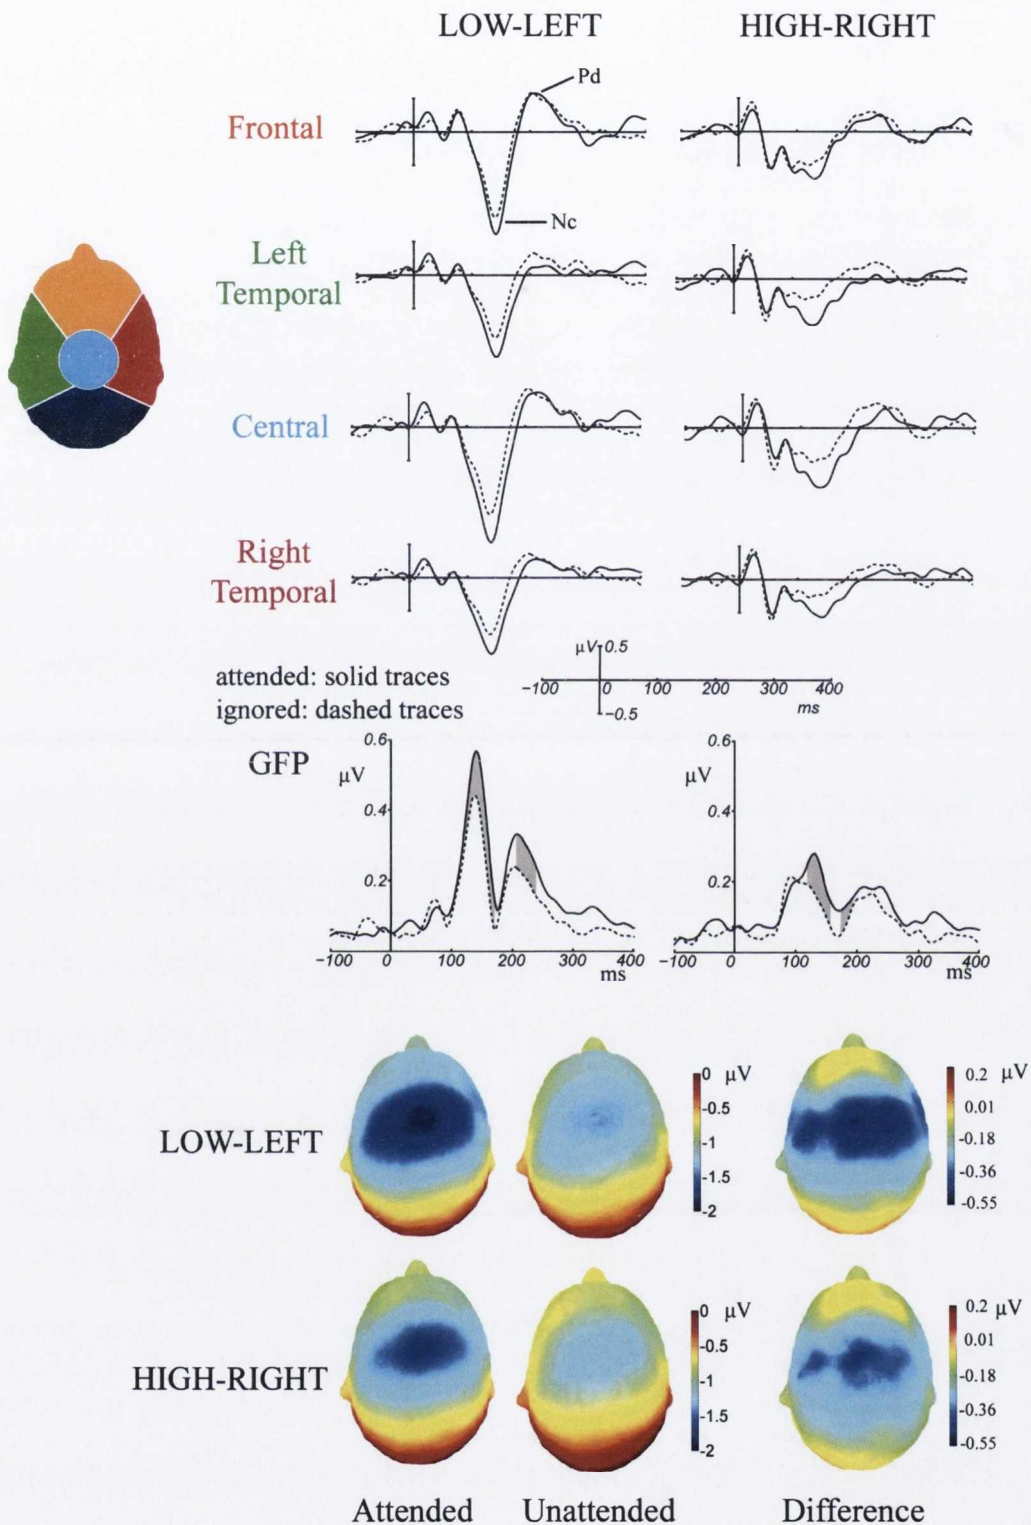 LOW-LEFT HIGH-RIGHT
Pd
Frontal
Nc
Left
Temporal
Central
Right
Temporal
μV 0.5
attended: solid traces
-100 0 100 200 300 400
ignored: dashed traces
-0.5
ms
GFP
0.6 0.6
μV μV
0.4 0.4
0.2 0.2
-100 0 100 200 300 400 -100 0 100 200 300 400
ms ms
LOW-LEFT
0 μV
-0.5
-1
-1.5
-2
0.2 μV
0.01
-0.18
-0.36
-0.55
HIGH-RIGHT
0 μV
-0.5
-1
-1.5
-2
0.2 μV
0.01
-0.18
-0.36
-0.55
Attended Unattended Difference